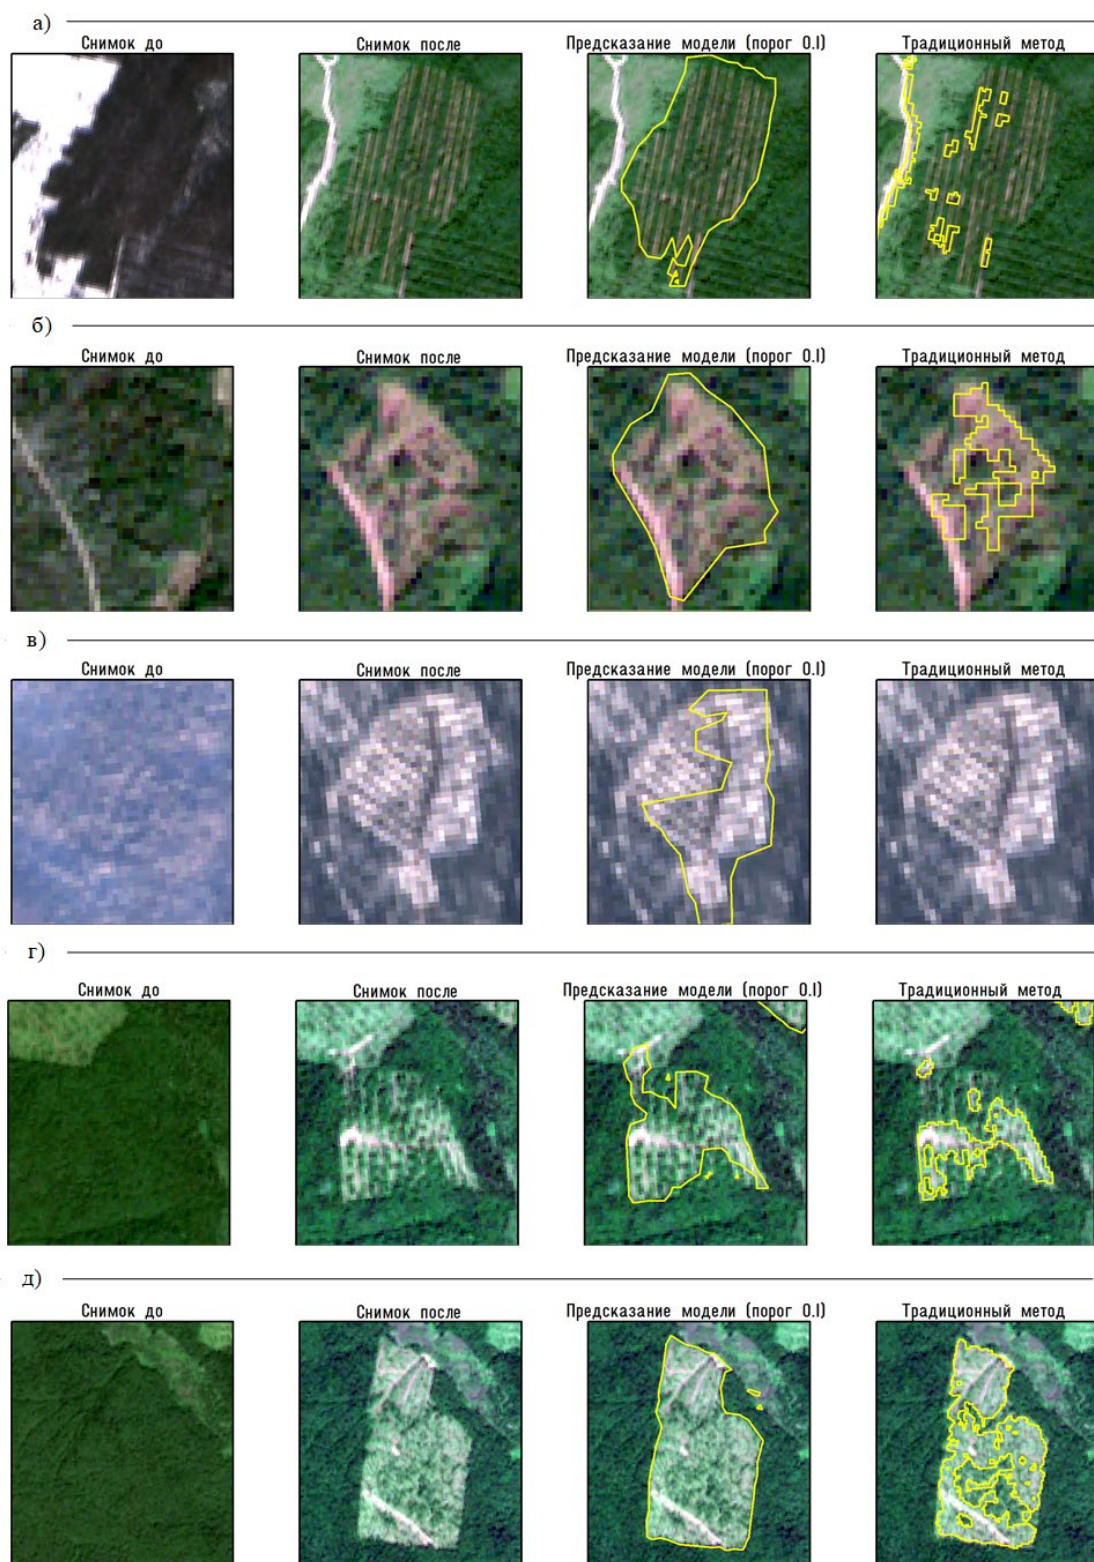 а)
Снимок до Снимок после Предсказание модели (порог 0.1) Традиционный метод
б)
Снимок до Снимок после Предсказание модели (порог 0.1) Традиционный метод
в)
Снимок до Снимок после Предсказание модели (порог 0.1) Традиционный метод
г)
Снимок до Снимок после Предсказание модели (порог 0.1) Традиционный метод
д)
Снимок до Снимок после Предсказание модели (порог 0.1) Традиционный метод